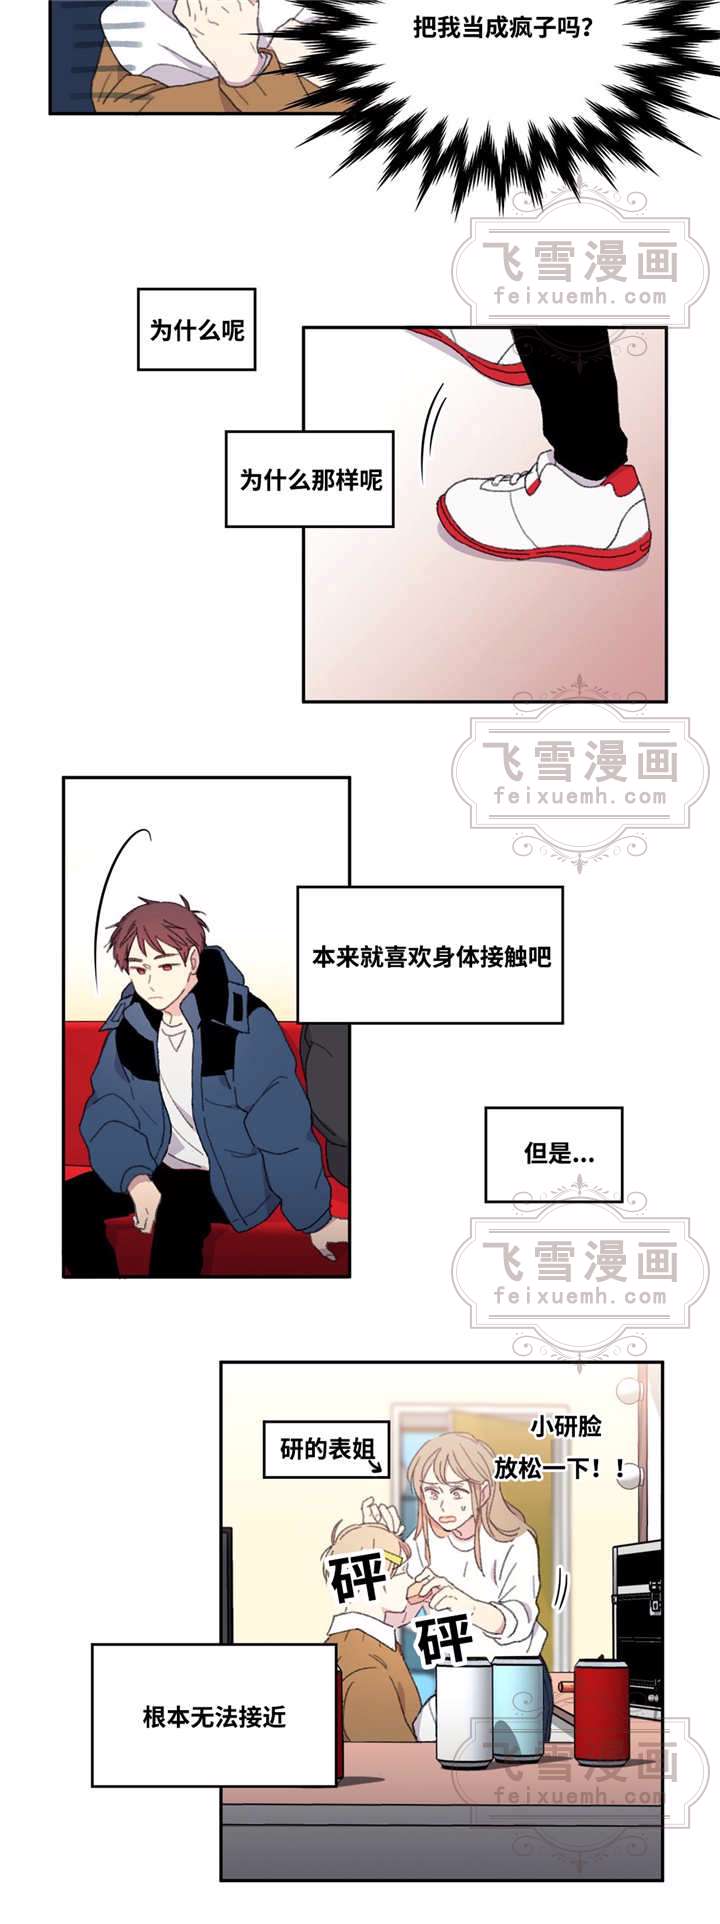 把我当成疯子吗？
飞雪漫画
feixuemh.com
为什么呢
为什么那样呢
飞雪漫画
feixuemh.com
本来就喜欢身体接触吧
但是...
飞雪漫画
feixuemh.com
研的表姐
小研脸
放松一下！！
砰
砰
根本无法接近
飞雪漫画
feixuemh.com